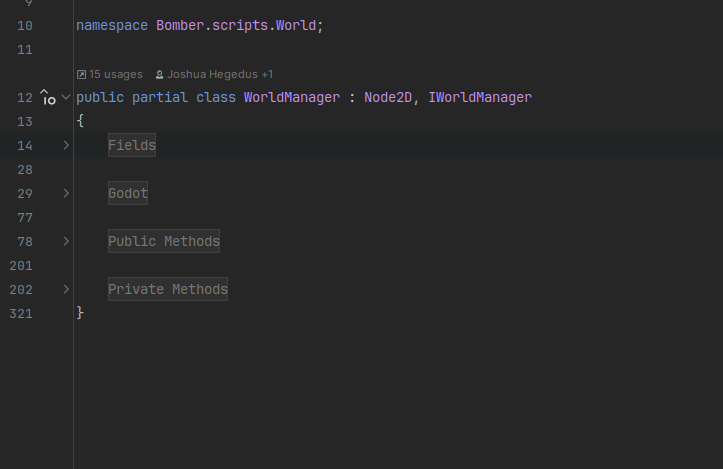 9
10 namespace Bomber.scripts.World;
11
15 usages Joshua Hegedus +1
12 public partial class WorldManager : Node2D, IWorldManager
13 {
14 Fields
28
29 Godot
77
78 Public Methods
201
202 Private Methods
321 }